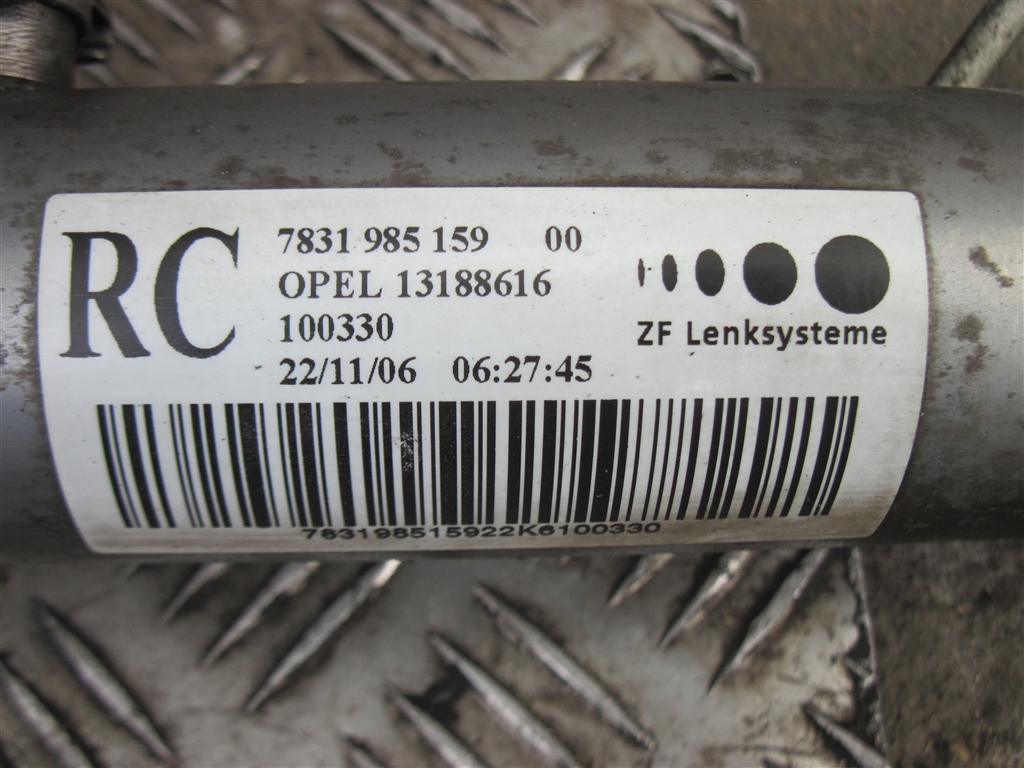 RC
7831 985 159 00
OPEL 13188616
100330
22/11/06 06:27:45
ZF Lenksysteme
783198515922K6100330